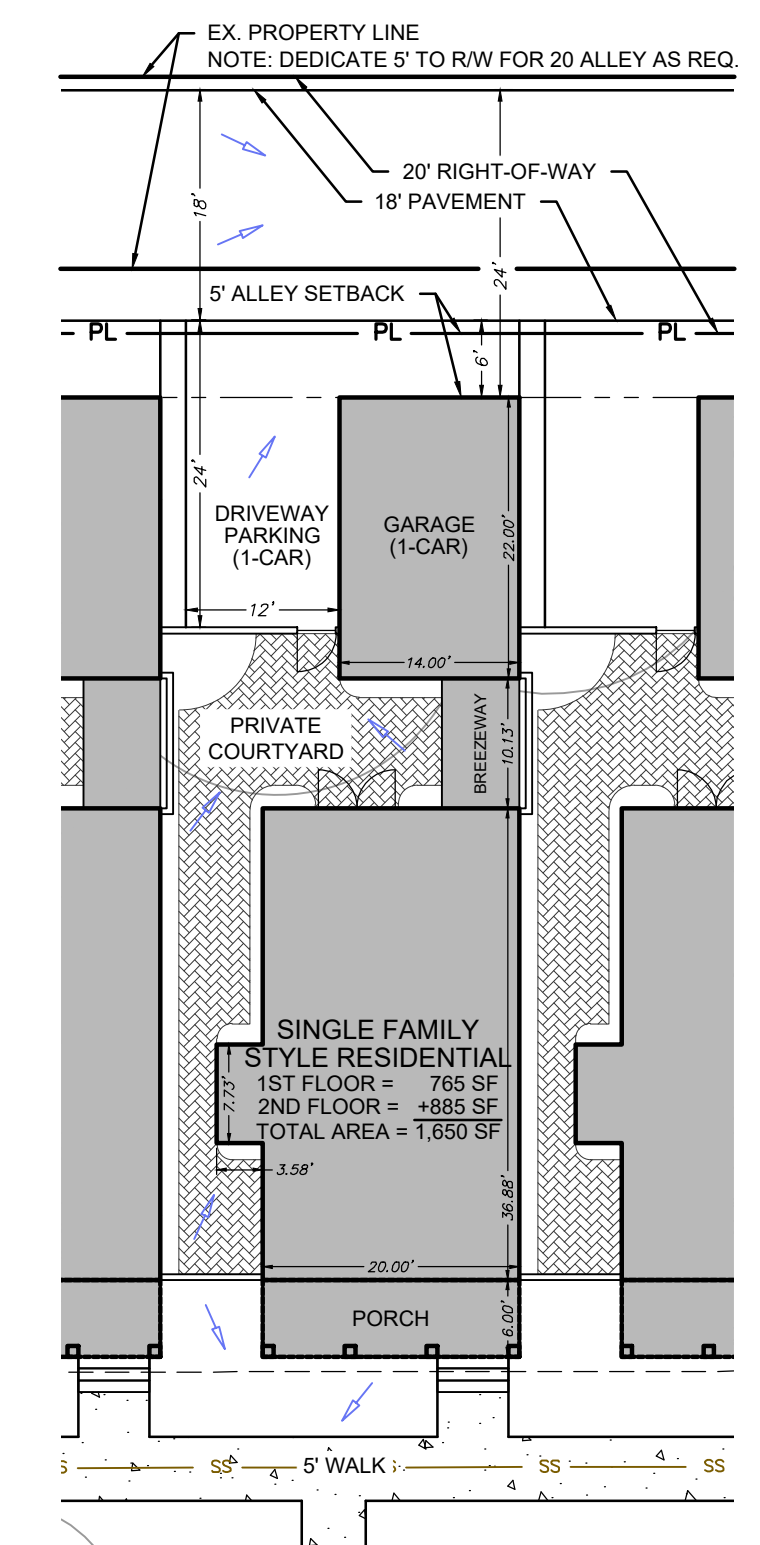 EX. PROPERTY LINE
NOTE: DEDICATE 5' TO R/W FOR 20 ALLEY AS REQ.
20' RIGHT-OF-WAY
18' PAVEMENT
18'
24'
5' ALLEY SETBACK
PL
PL
PL
6'
24'
DRIVEWAY
PARKING
(1-CAR)
GARAGE
(1-CAR)
22.00'
12'
14.00'
PRIVATE
COURTYARD
BREEZEWAY
10.13'
SINGLE FAMILY
STYLE RESIDENTIAL
1ST FLOOR = 765 SF
2ND FLOOR = +885 SF
TOTAL AREA = 1,650 SF
7.73'
3.58'
36.88'
20.00'
PORCH
6.00'
S SS 5' WALK S SS SS